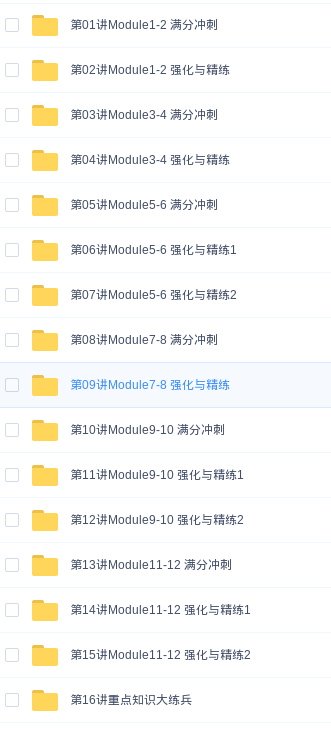 第01讲Module1-2 满分冲刺
第02讲Module1-2 强化与精练
第03讲Module3-4 满分冲刺
第04讲Module3-4 强化与精练
第05讲Module5-6 满分冲刺
第06讲Module5-6 强化与精练1
第07讲Module5-6 强化与精练2
第08讲Module7-8 满分冲刺
第09讲Module7-8 强化与精练
第10讲Module9-10 满分冲刺
第11讲Module9-10 强化与精练1
第12讲Module9-10 强化与精练2
第13讲Module11-12 满分冲刺
第14讲Module11-12 强化与精练1
第15讲Module11-12 强化与精练2
第16讲重点知识大练兵